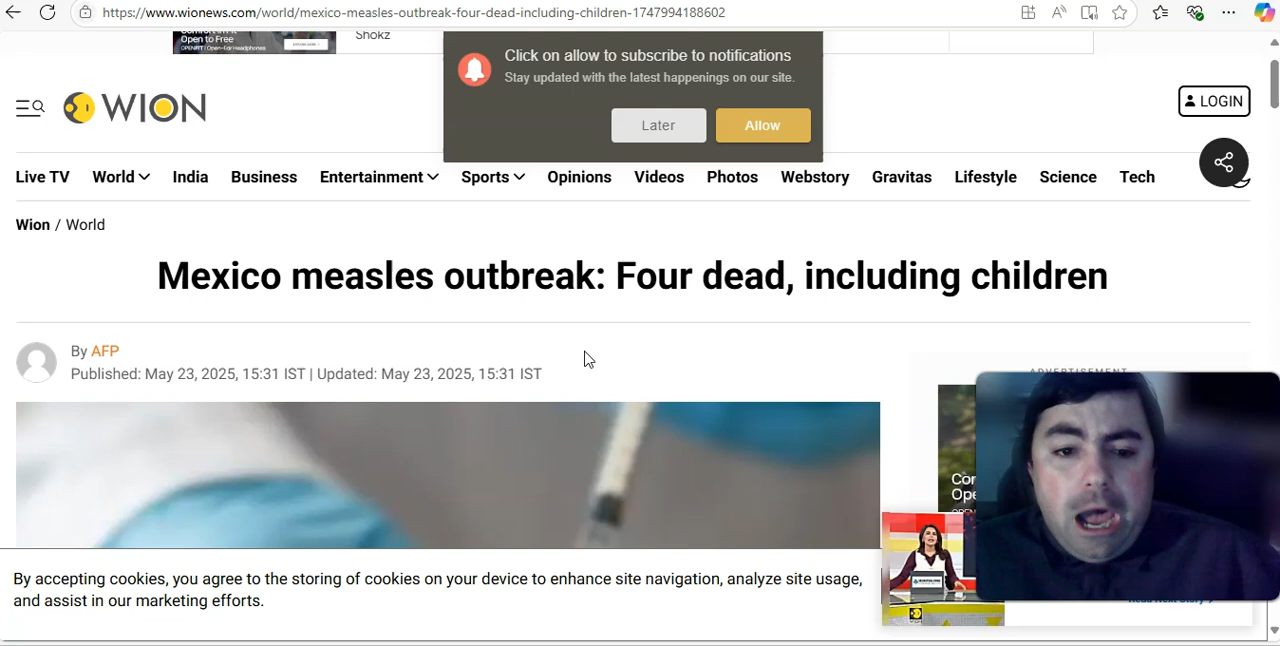 https://www.wionews.com/world/mexico-measles-outbreak-four-dead-including-children-1747994188602
Open to Free
Shokz
Click on allow to subscribe to notifications
Stay updated with the latest happenings on our site.
Later
Allow
WION
LOGIN
Live TV World India Business Entertainment Sports Opinions Videos Photos Webstory Gravitas Lifestyle Science Tech
Wion / World
Mexico measles outbreak: Four dead, including children
By AFP
Published: May 23, 2025, 15:31 IST | Updated: May 23, 2025, 15:31 IST
By accepting cookies, you agree to the storing of cookies on your device to enhance site navigation, analyze site usage,
and assist in our marketing efforts.